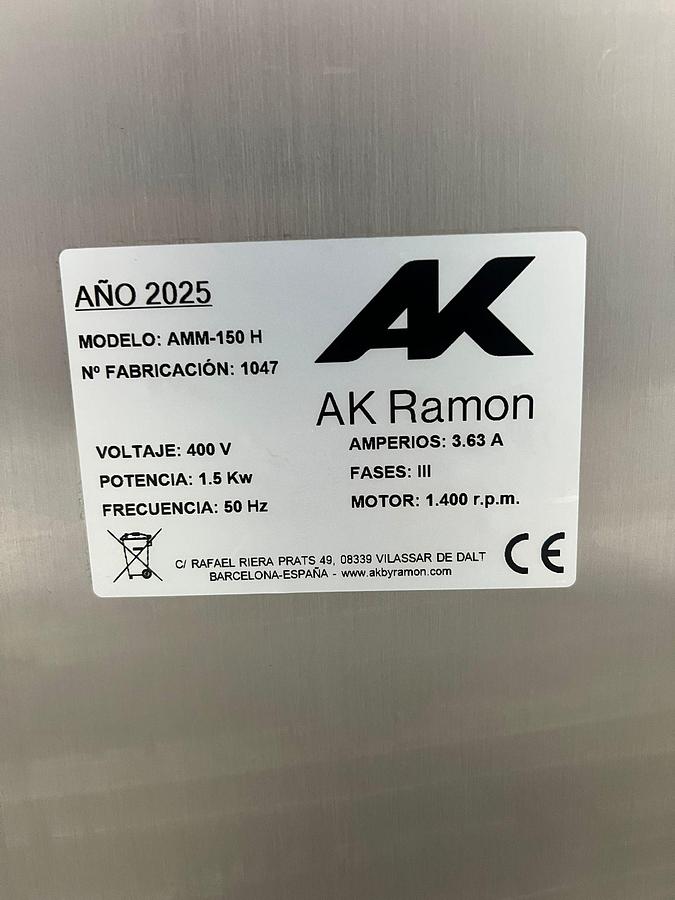 AÑO 2025
MODELO: AMM-150 H
Nº FABRICACIÓN: 1047
AK
AK Ramon
VOLTAJE: 400 V
POTENCIA: 1.5 Kw
FRECUENCIA: 50 Hz
AMPERIOS: 3.63 A
FASES: III
MOTOR: 1.400 r.p.m.
C/ RAFAEL RIERA PRATS 49, 08339 VILASSAR DE DALT
BARCELONA-ESPAÑA - www.akbyramon.com
CE